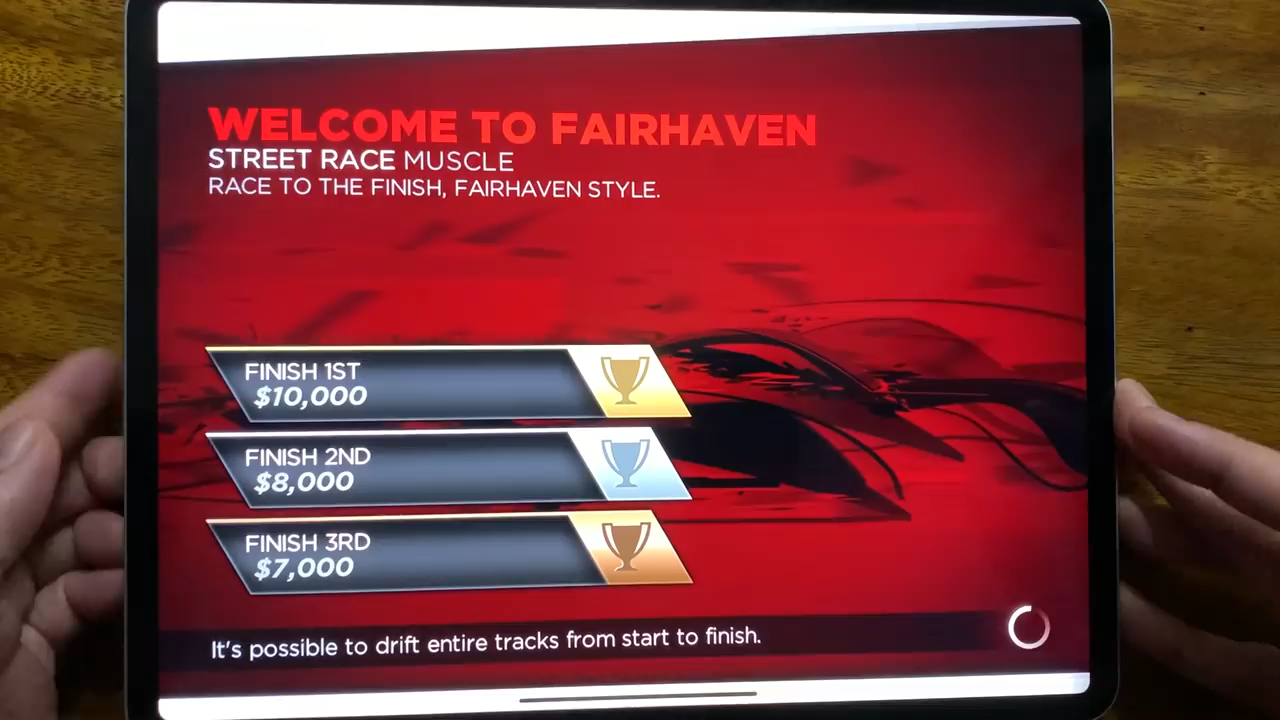 WELCOME TO FAIRHAVEN
STREET RACE MUSCLE
RACE TO THE FINISH, FAIRHAVEN STYLE.
FINISH 1ST
$10,000
FINISH 2ND
$8,000
FINISH 3RD
$7,000
It's possible to drift entire tracks from start to finish.